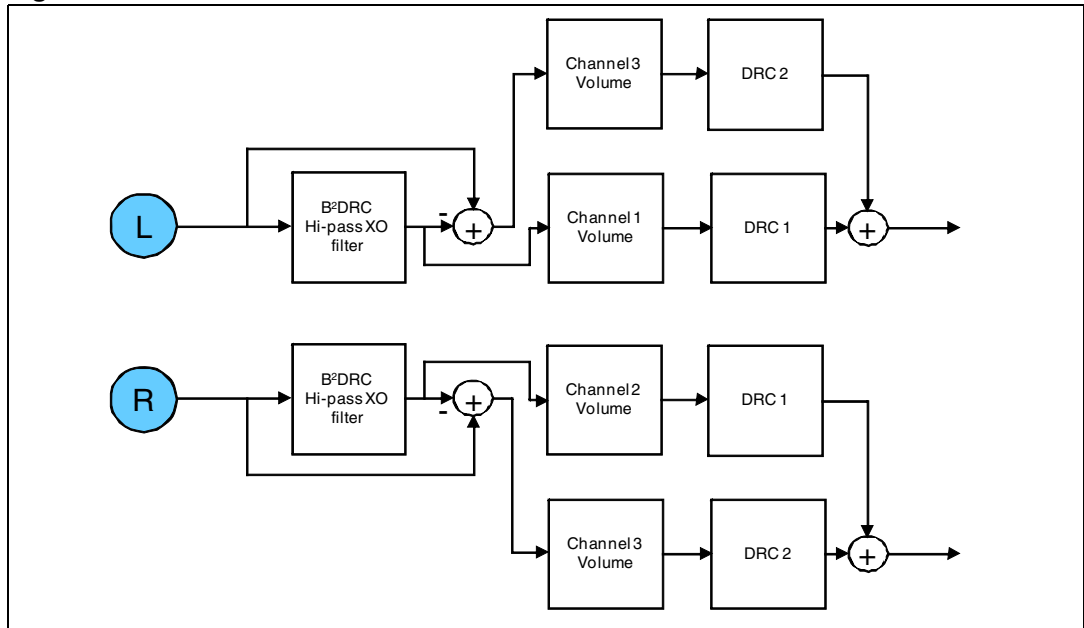 Channel 3
Volume
DRC 2
L
B²DRC
Hi-pass XO
filter
-
+
Channel 1
Volume
DRC 1
+
R
B²DRC
Hi-pass XO
filter
-
+
Channel 2
Volume
DRC 1
Channel 3
Volume
DRC 2
+